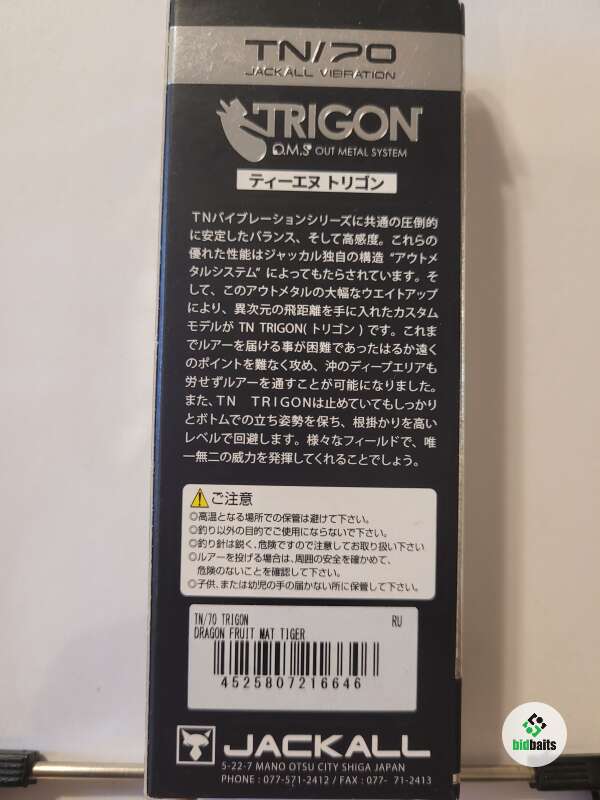 TN/70
JACKALL VIBRATION
TRIGON
O.M.S OUT METAL SYSTEM
ティーエヌ トリゴン
TNバイブレーションシリーズに共通の圧倒的
に安定したバランス、そして高感度。これらの
優れた性能はジャッカル独自の構造 "アウトメ
タルシステム" によってもたらされています。そ
して、このアウトメタルの大幅なウエイトアップ
により、異次元の飛距離を手に入れたカスタム
モデルが TN TRIGON(トリゴン) です。これま
でルアーを届ける事が困難であったはるか遠く
のポイントを難なく攻め、沖のディープエリアも
労せずルアーを通すことが可能になりました。
また、TN TRIGONは止めていてもしっかり
とボトムでの立ち姿勢を保ち、根掛かりを高い
レベルで回避します。様々なフィールドで、唯
一無二の威力を発揮してくれることでしょう。
ご注意
◎高温となる場所での保管は避けて下さい。
◎釣り以外の目的でご使用にならないで下さい。
◎釣り針は鋭く、危険ですので注意してお取り扱い下さい
◎ルアーを投げる場合は、周囲の安全を確かめて、
危険のないことを確認して下さい。
◎子供、または幼児の手の届かない所に保管して下さい。
TN/70 TRIGON RU
DRAGON FRUIT MAT TIGER
4525807216646
JACKALL
5-22-7 MANO OTSU CITY SHIGA JAPAN
PHONE : 077-571-2412 / FAX : 077- 71-2413
bidbaits